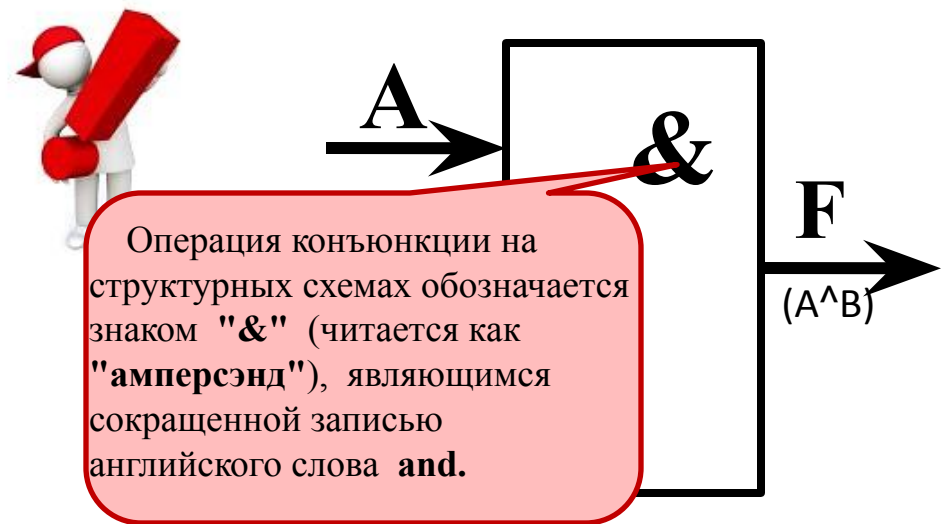 A
&
F
(A^B)
Операция конъюнкции на
структурных схемах обозначается
знаком "&" (читается как
"амперсэнд"), являющимся
сокращенной записью
английского слова and.